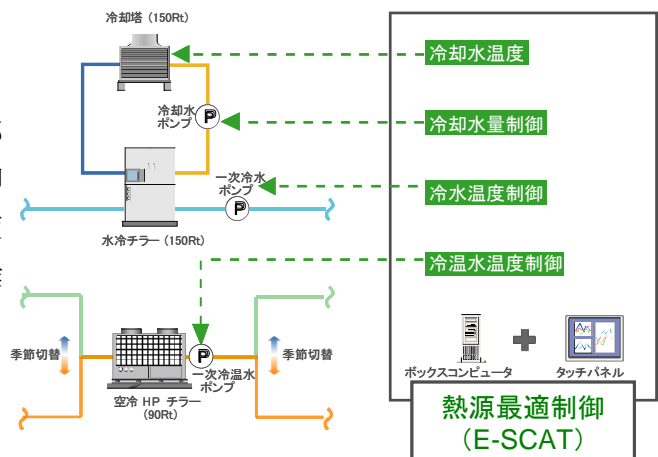 冷却塔 (150Rt)
冷却水温度
冷却水
ポンプ
P
冷却水量制御
一次冷水
ポンプ
P
冷水温度制御
水冷チラー (150Rt)
冷温水温度制御
季節切替
P
一次冷温水
ポンプ
季節切替
空冷 HP チラー
(90Rt)
ボックスコンピュータ
タッチパネル
熱源最適制御
(E-SCAT)